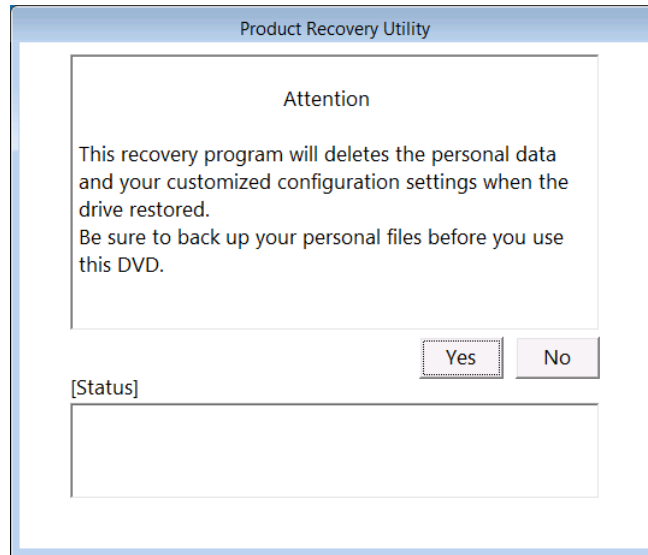 Product Recovery Utility
Attention
This recovery program will deletes the personal data
and your customized configuration settings when the
drive restored.
Be sure to back up your personal files before you use
this DVD.
Yes
No
[Status]